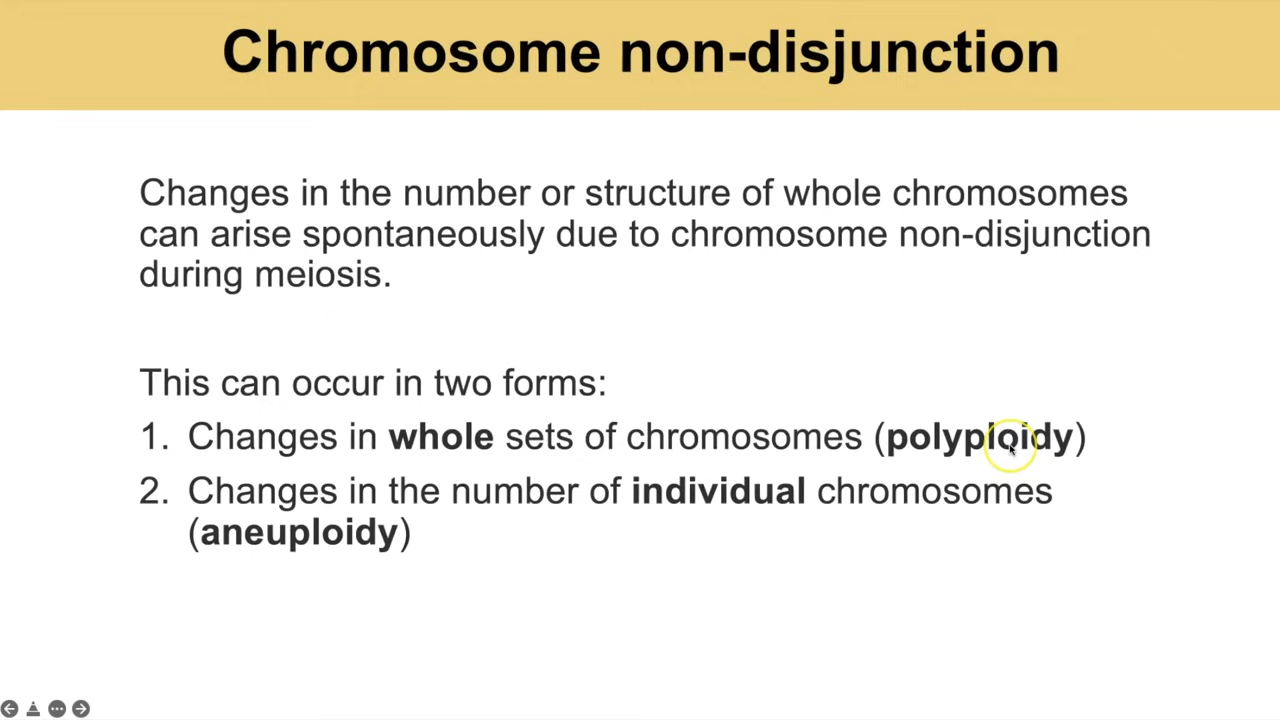 Chromosome non-disjunction
Changes in the number or structure of whole chromosomes
can arise spontaneously due to chromosome non-disjunction
during meiosis.
This can occur in two forms:
1. Changes in whole sets of chromosomes (polyploidy)
2. Changes in the number of individual chromosomes
(aneuploidy)